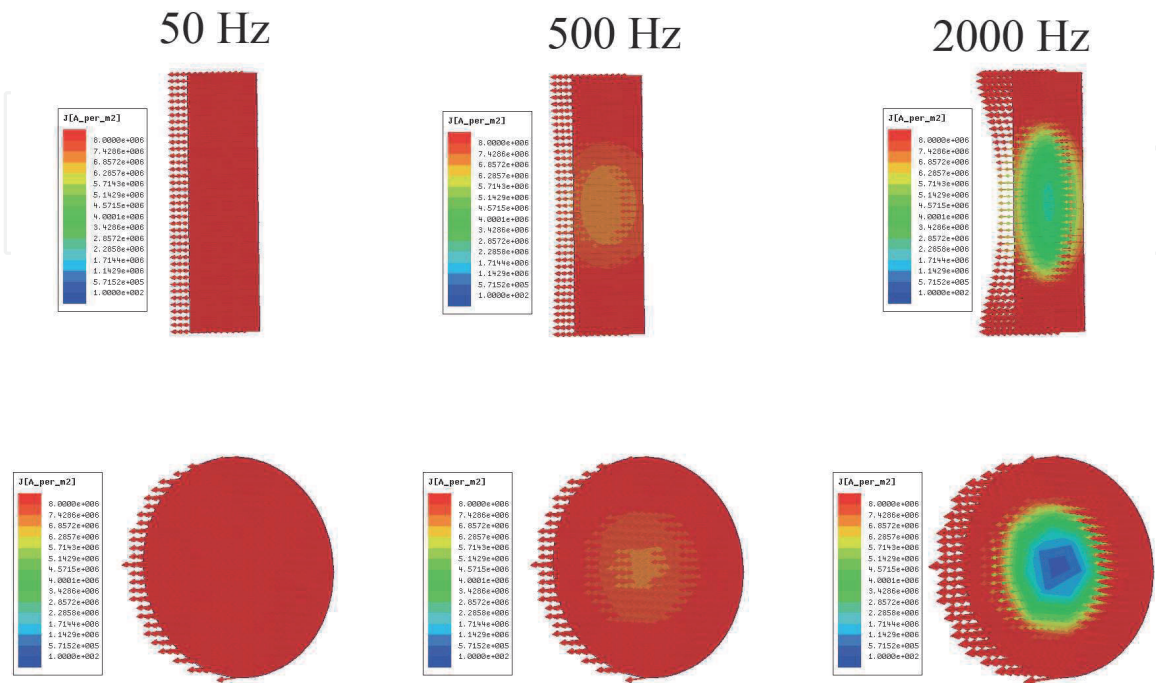 50 Hz
500 Hz
2000 Hz
J[A_per_m2]
8.0000e+006
7.4286e+006
6.8572e+006
6.2857e+006
5.7143e+006
5.1429e+006
4.5715e+006
4.0001e+006
3.4286e+006
2.8572e+006
2.2858e+006
1.7144e+006
1.1429e+006
5.7152e+005
1.0000e+002
J[A_per_m2]
8.0000e+006
7.4286e+006
6.8572e+006
6.2857e+006
5.7143e+006
5.1429e+006
4.5715e+006
4.0001e+006
3.4286e+006
2.8572e+006
2.2858e+006
1.7144e+006
1.1429e+006
5.7152e+005
1.0000e+002
J[A_per_m2]
8.0000e+006
7.4286e+006
6.8572e+006
6.2857e+006
5.7143e+006
5.1429e+006
4.5715e+006
4.0001e+006
3.4286e+006
2.8572e+006
2.2858e+006
1.7144e+006
1.1429e+006
5.7152e+005
1.0000e+002
J[A_per_m2]
8.0000e+006
7.4286e+006
6.8572e+006
6.2857e+006
5.7143e+006
5.1429e+006
4.5715e+006
4.0001e+006
3.4286e+006
2.8572e+006
2.2858e+006
1.7144e+006
1.1429e+006
5.7152e+005
1.0000e+002
J[A_per_m2]
8.0000e+006
7.4286e+006
6.8572e+006
6.2857e+006
5.7143e+006
5.1429e+006
4.5715e+006
4.0001e+006
3.4286e+006
2.8572e+006
2.2858e+006
1.7144e+006
1.1429e+006
5.7152e+005
1.0000e+002
J[A_per_m2]
8.0000e+006
7.4286e+006
6.8572e+006
6.2857e+006
5.7143e+006
5.1429e+006
4.5715e+006
4.0001e+006
3.4286e+006
2.8572e+006
2.2858e+006
1.7144e+006
1.1429e+006
5.7152e+005
1.0000e+002